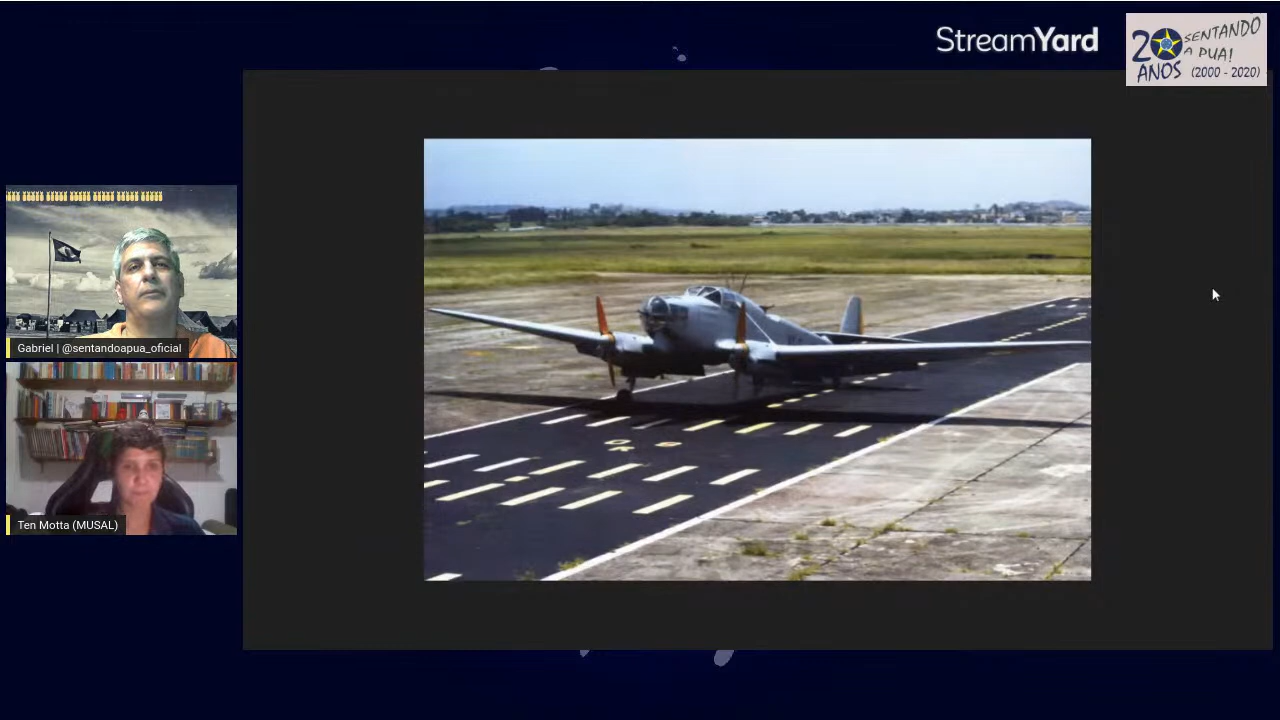 StreamYard
20 SENTANDO
A PUA!
ANOS (2000 - 2020)
Gabriel | @sentandoapua_oficial
Ten Motta (MUSAL)